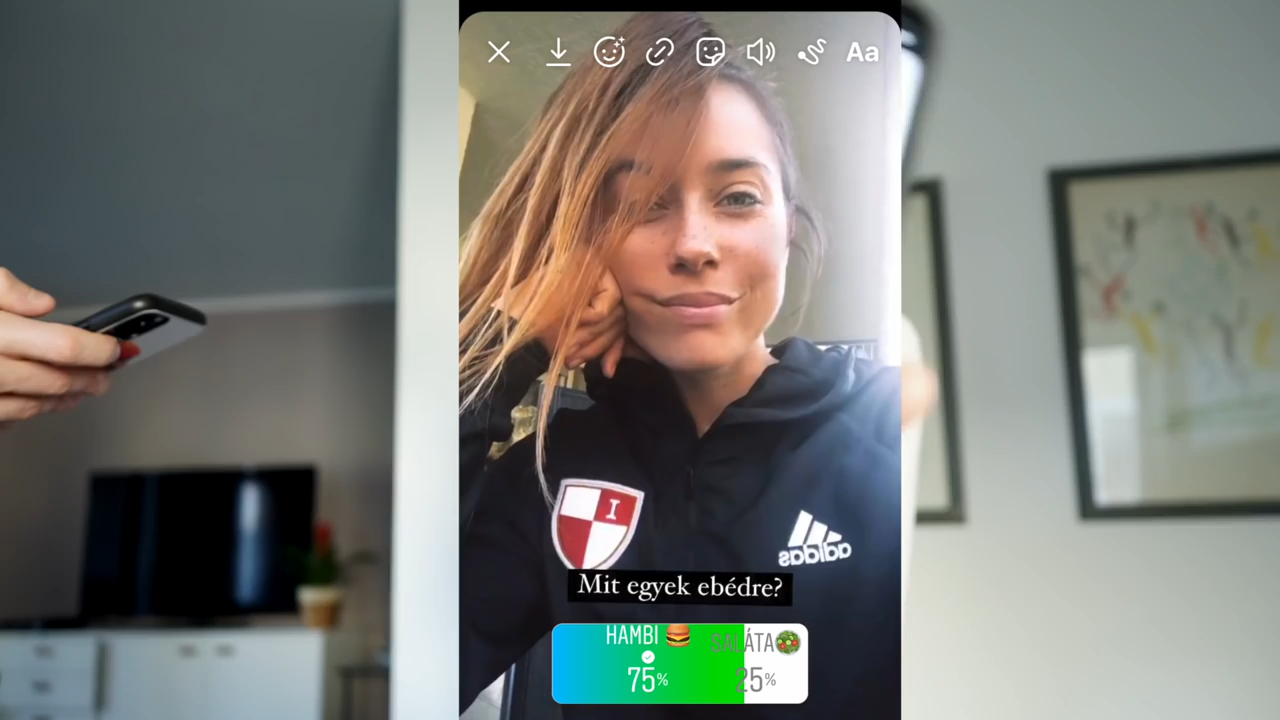 Aa
I
adidas
Mit egyek ebédre?
HAMBI 🍔 SALÁTA🥗
75% 25%